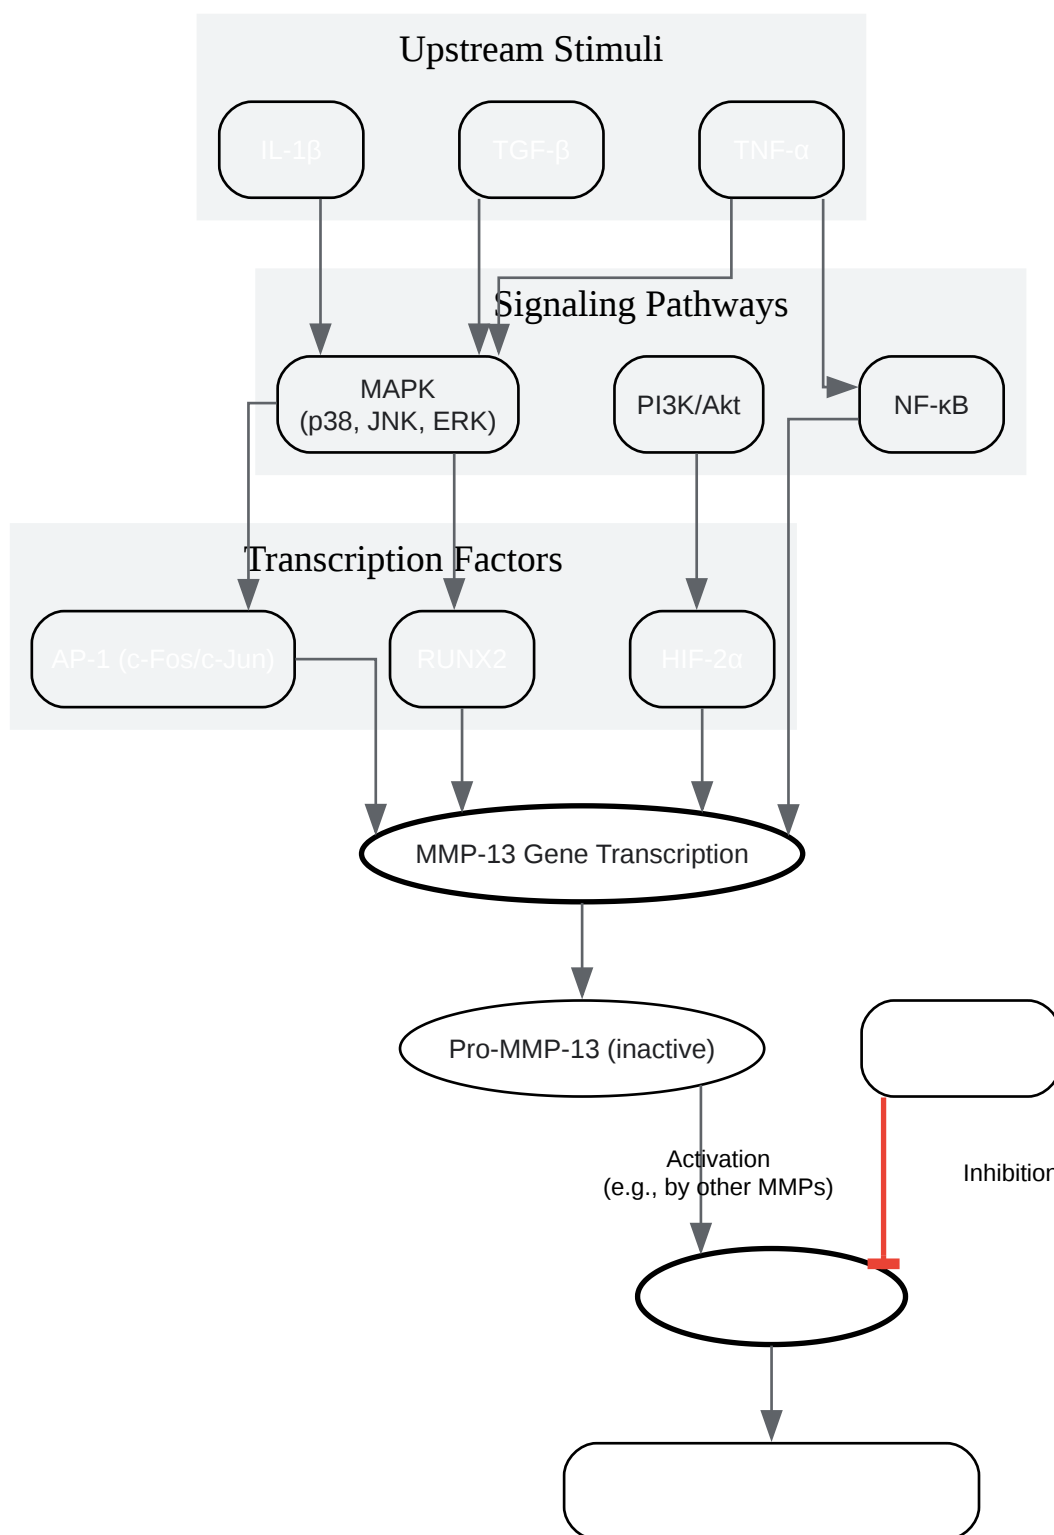 Upstream Stimuli
IL-1β
TGF-β
TNF-α
Signaling Pathways
MAPK
(p38, JNK, ERK)
PI3K/Akt
NF-κB
Transcription Factors
AP-1 (c-Fos/c-Jun)
RUNX2
HIF-2α
MMP-13 Gene Transcription
Pro-MMP-13 (inactive)
Activation
(e.g., by other MMPs)
Inhibition